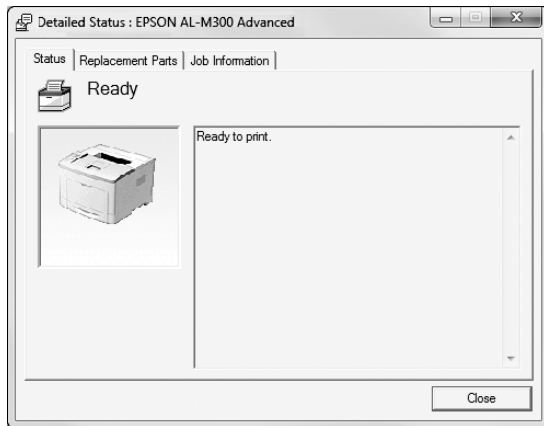 Detailed Status : EPSON AL-M300 Advanced
Status Replacement Parts Job Information
Ready
Ready to print.
Close